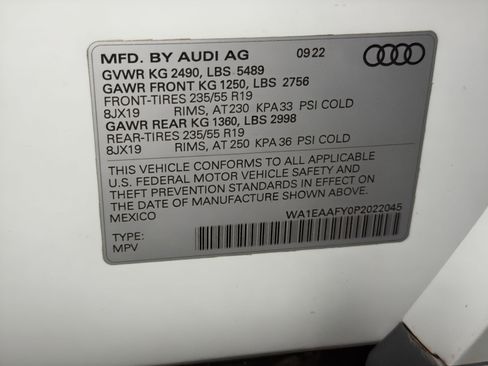 MFD. BY AUDI AG 09 22
GVWR KG 2490, LBS 5489
GAWR FRONT KG 1250, LBS 2756
FRONT-TIRES 235/55 R19
8JX19 RIMS, AT 230 KPA 33 PSI COLD
GAWR REAR KG 1360, LBS 2998
REAR-TIRES 235/55 R19
8JX19 RIMS, AT 250 KPA 36 PSI COLD
THIS VEHICLE CONFORMS TO ALL APPLICABLE
U.S. FEDERAL MOTOR VEHICLE SAFETY AND
THEFT PREVENTION STANDARDS IN EFFECT ON
THE DATE OF MANUFACTURE SHOWN ABOVE.
MEXICO WA1EAAFY0P2022045
TYPE:
MPV